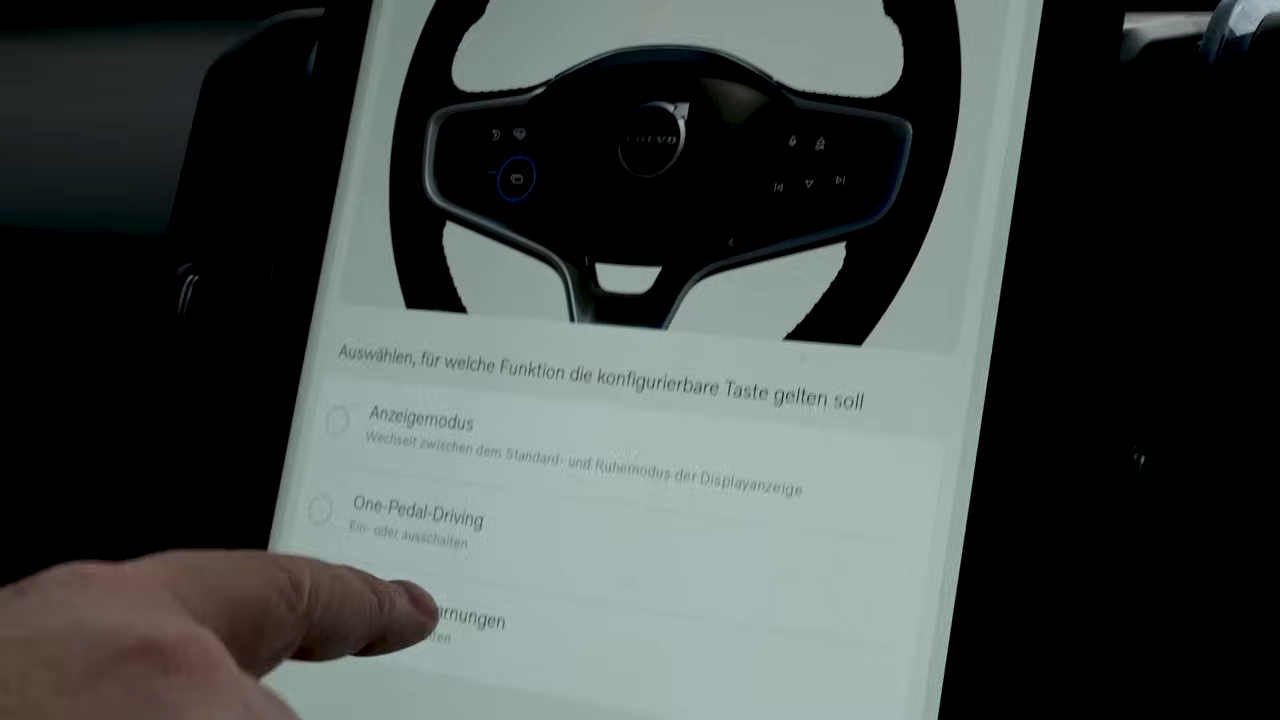 VOLVO
Auswählen, für welche Funktion die konfigurierbare Taste gelten soll
Anzeigemodus
Wechselt zwischen dem Standard- und Ruhemodus der Displayanzeige
One-Pedal-Driving
Ein- oder ausschalten